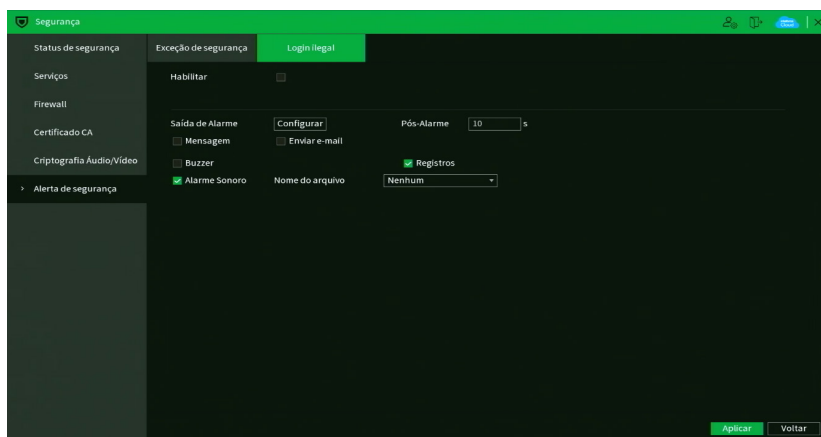 Segurança
Status de segurança
Serviços
Firewall
Certificado CA
Criptografia Áudio/Vídeo
> Alerta de segurança
Exceção de segurança
Login ilegal
Habilitar
Saída de Alarme Configurar Pós-Alarme 10 s
Mensagem Enviar e-mail
Buzzer Registros
Alarme Sonoro Nome do arquivo Nenhum
Aplicar Voltar